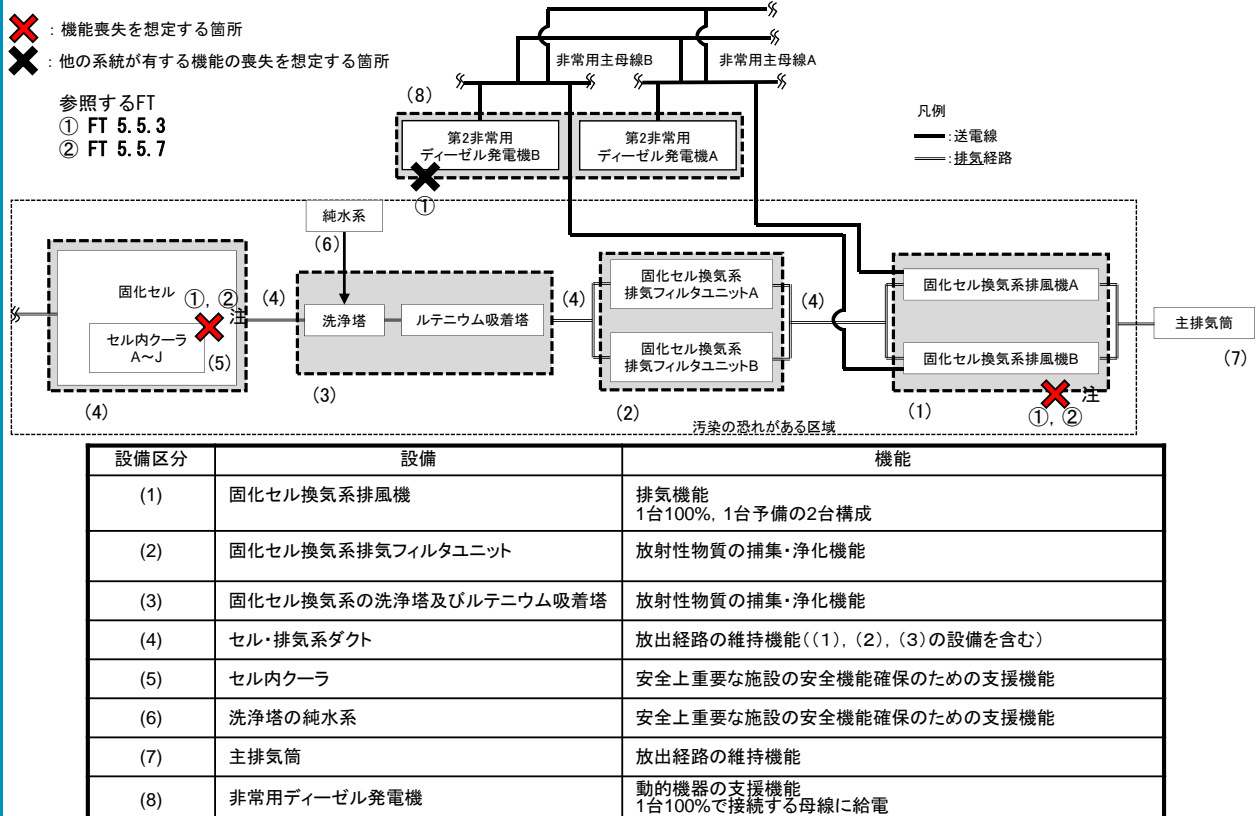 ：機能喪失を想定する箇所
：他の系統が有する機能の喪失を想定する箇所
参照するFT
① FT 5.5.3
② FT 5.5.7
非常用主母線B
非常用主母線A
(8)
第2非常用
ディーゼル発電機B
第2非常用
ディーゼル発電機A
①
凡例
:送電線
:排気経路
純水系
(6)
固化セル
①, ②
注
セル内クーラ
A～J
(5)
(4)
(4)
洗浄塔
ルテニウム吸着塔
(3)
(4)
固化セル換気系
排気フィルタユニットA
固化セル換気系
排気フィルタユニットB
(2)
(4)
固化セル換気系排風機A
固化セル換気系排風機B
(1)
注
①, ②
主排気筒
(7)
汚染の恐れがある区域
設備区分 設備 機能
(1) 固化セル換気系排風機 排気機能
1台100%, 1台予備の2台構成
(2) 固化セル換気系排気フィルタユニット 放射性物質の捕集・浄化機能
(3) 固化セル換気系の洗浄塔及びルテニウム吸着塔 放射性物質の捕集・浄化機能
(4) セル・排気系ダクト 放出経路の維持機能((1), (2), (3)の設備を含む)
(5) セル内クーラ 安全上重要な施設の安全機能確保のための支援機能
(6) 洗浄塔の純水系 安全上重要な施設の安全機能確保のための支援機能
(7) 主排気筒 放出経路の維持機能
(8) 非常用ディーゼル発電機 動的機器の支援機能
1台100%で接続する母線に給電